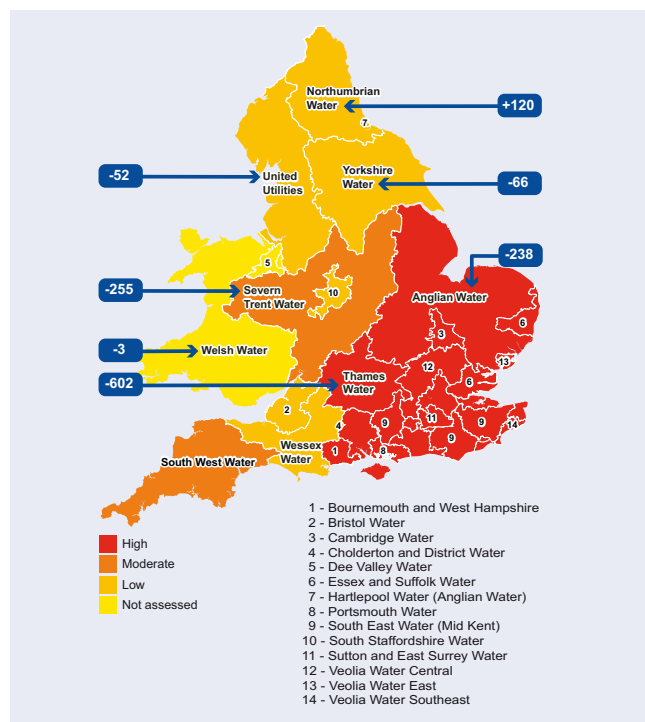 Northumbrian
Water
+120
7
-52
United
Utilities
Yorkshire
Water
-66
-238
5
-255
Severn
Trent Water
10
Anglian Water
6
3
-3
Welsh Water
13
12
-602
Thames
Water
6
2
4
9
11
9
14
Wessex
Water
1
8
9
South West Water
1 - Bournemouth and West Hampshire
2 - Bristol Water
3 - Cambridge Water
4 - Cholderton and District Water
5 - Dee Valley Water
6 - Essex and Suffolk Water
7 - Hartlepool Water (Anglian Water)
8 - Portsmouth Water
9 - South East Water (Mid Kent)
10 - South Staffordshire Water
11 - Sutton and East Surrey Water
12 - Veolia Water Central
13 - Veolia Water East
14 - Veolia Water Southeast
High
Moderate
Low
Not assessed